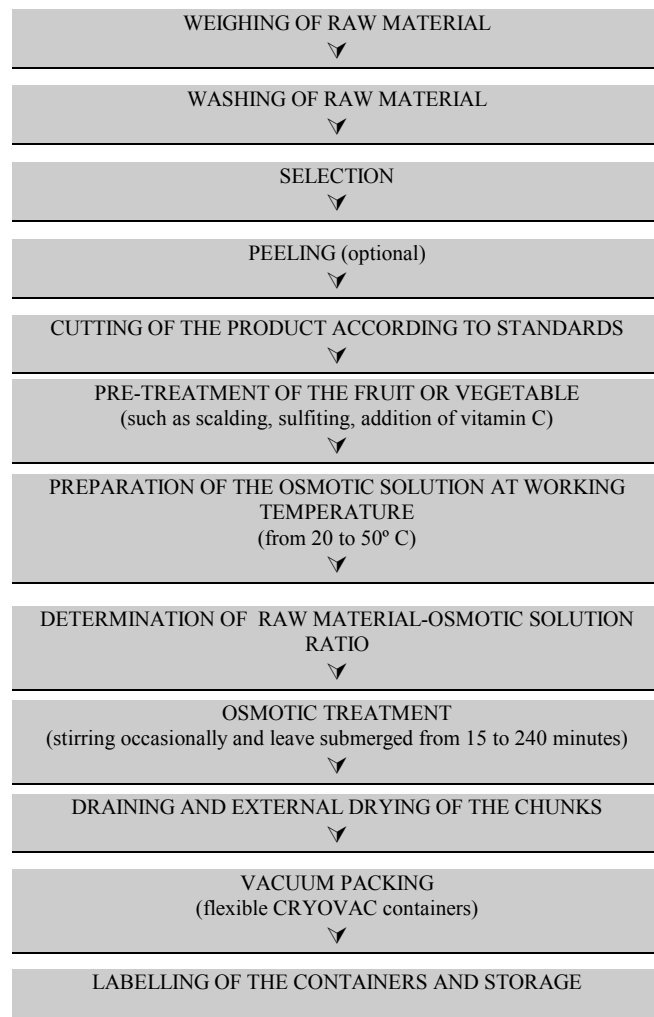 WEIGHING OF RAW MATERIAL
WASHING OF RAW MATERIAL
SELECTION
PEELING (optional)
CUTTING OF THE PRODUCT ACCORDING TO STANDARDS
PRE-TREATMENT OF THE FRUIT OR VEGETABLE
(such as scalding, sulfiting, addition of vitamin C)
PREPARATION OF THE OSMOTIC SOLUTION AT WORKING
TEMPERATURE
(from 20 to 50º C)
DETERMINATION OF RAW MATERIAL-OSMOTIC SOLUTION
RATIO
OSMOTIC TREATMENT
(stirring occasionally and leave submerged from 15 to 240 minutes)
DRAINING AND EXTERNAL DRYING OF THE CHUNKS
VACUUM PACKING
(flexible CRYOVAC containers)
LABELLING OF THE CONTAINERS AND STORAGE